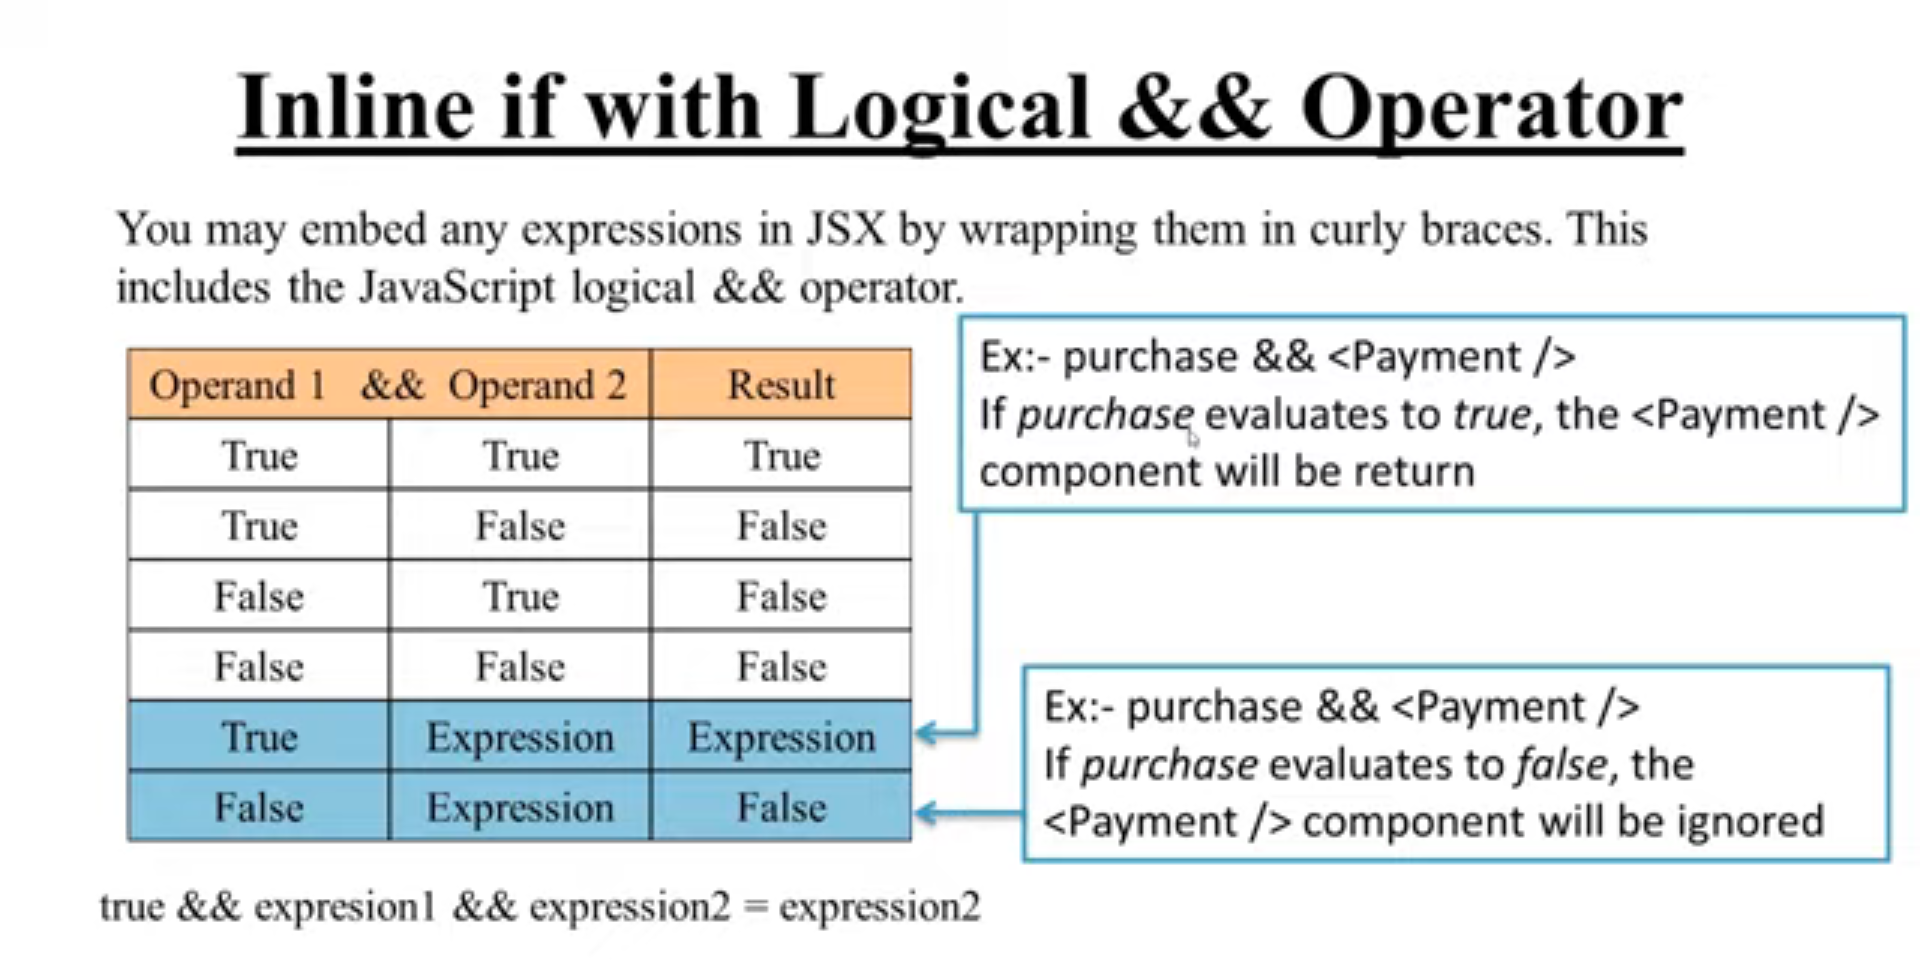 Inline if with Logical && Operator
You may embed any expressions in JSX by wrapping them in curly braces. This
includes the JavaScript logical && operator.
Operand 1 && Operand 2 Result
True True True
True False False
False True False
False False False
True Expression Expression
False Expression False
Ex:- purchase && <Payment />
If purchase evaluates to true, the <Payment />
component will be return
Ex:- purchase && <Payment />
If purchase evaluates to false, the
<Payment /> component will be ignored
true && expresion1 && expression2 = expression2